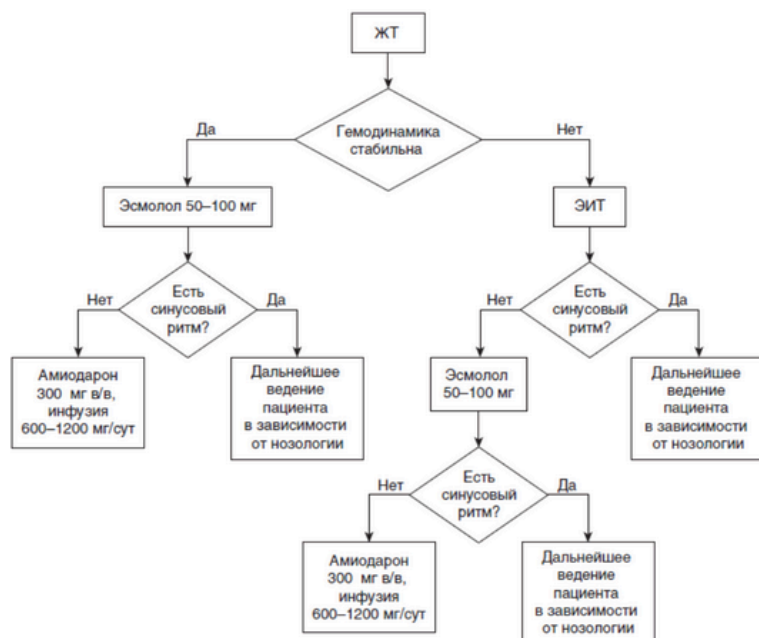 ЖТ
Гемодинамика
стабильна
Да
Нет
Эсмолол 50–100 мг
ЭИТ
Есть
синусовый
ритм?
Нет
Да
Есть
синусовый
ритм?
Нет
Да
Амиодарон
300 мг в/в,
инфузия
600–1200 мг/сут
Дальнейшее
ведение
пациента
в зависимости
от нозологии
Эсмолол
50–100 мг
Дальнейшее
ведение
пациента
в зависимости
от нозологии
Есть
синусовый
ритм?
Нет
Да
Амиодарон
300 мг в/в,
инфузия
600–1200 мг/сут
Дальнейшее
ведение
пациента
в зависимости
от нозологии